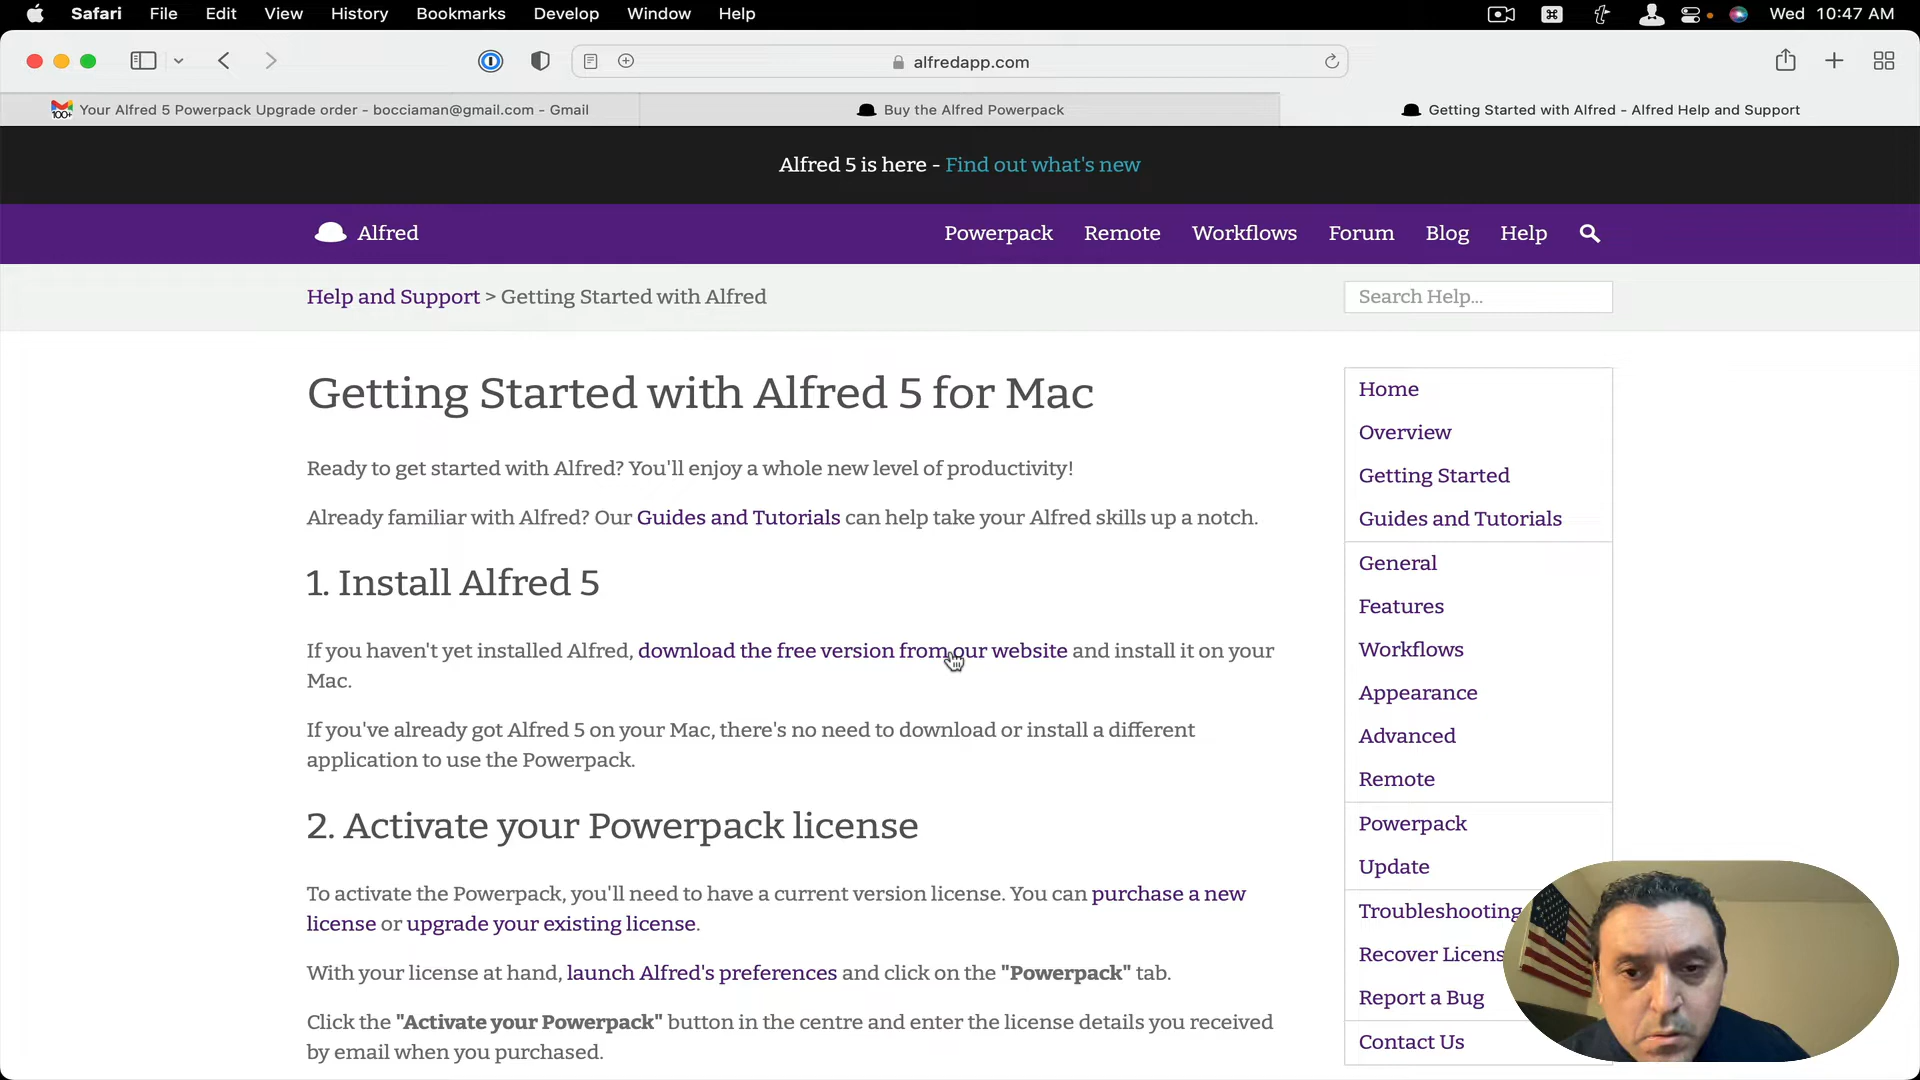 Safari File Edit View History Bookmarks Develop Window Help Wed 10:47 AM
alfredapp.com
100+ Your Alfred 5 Powerpack Upgrade order - bocciaman@gmail.com - Gmail
Buy the Alfred Powerpack
Getting Started with Alfred - Alfred Help and Support
Alfred 5 is here - Find out what's new
Alfred Powerpack Remote Workflows Forum Blog Help
Help and Support > Getting Started with Alfred
Search Help...
Getting Started with Alfred 5 for Mac
Ready to get started with Alfred? You'll enjoy a whole new level of productivity!
Already familiar with Alfred? Our Guides and Tutorials can help take your Alfred skills up a notch.
1. Install Alfred 5
If you haven't yet installed Alfred, download the free version from our website and install it on your
Mac.
If you've already got Alfred 5 on your Mac, there's no need to download or install a different
application to use the Powerpack.
2. Activate your Powerpack license
To activate the Powerpack, you'll need to have a current version license. You can purchase a new
license or upgrade your existing license.
With your license at hand, launch Alfred's preferences and click on the "Powerpack" tab.
Click the "Activate your Powerpack" button in the centre and enter the license details you received
by email when you purchased.
Home
Overview
Getting Started
Guides and Tutorials
General
Features
Workflows
Appearance
Advanced
Remote
Powerpack
Update
Troubleshooting
Recover Licens
Report a Bug
Contact Us